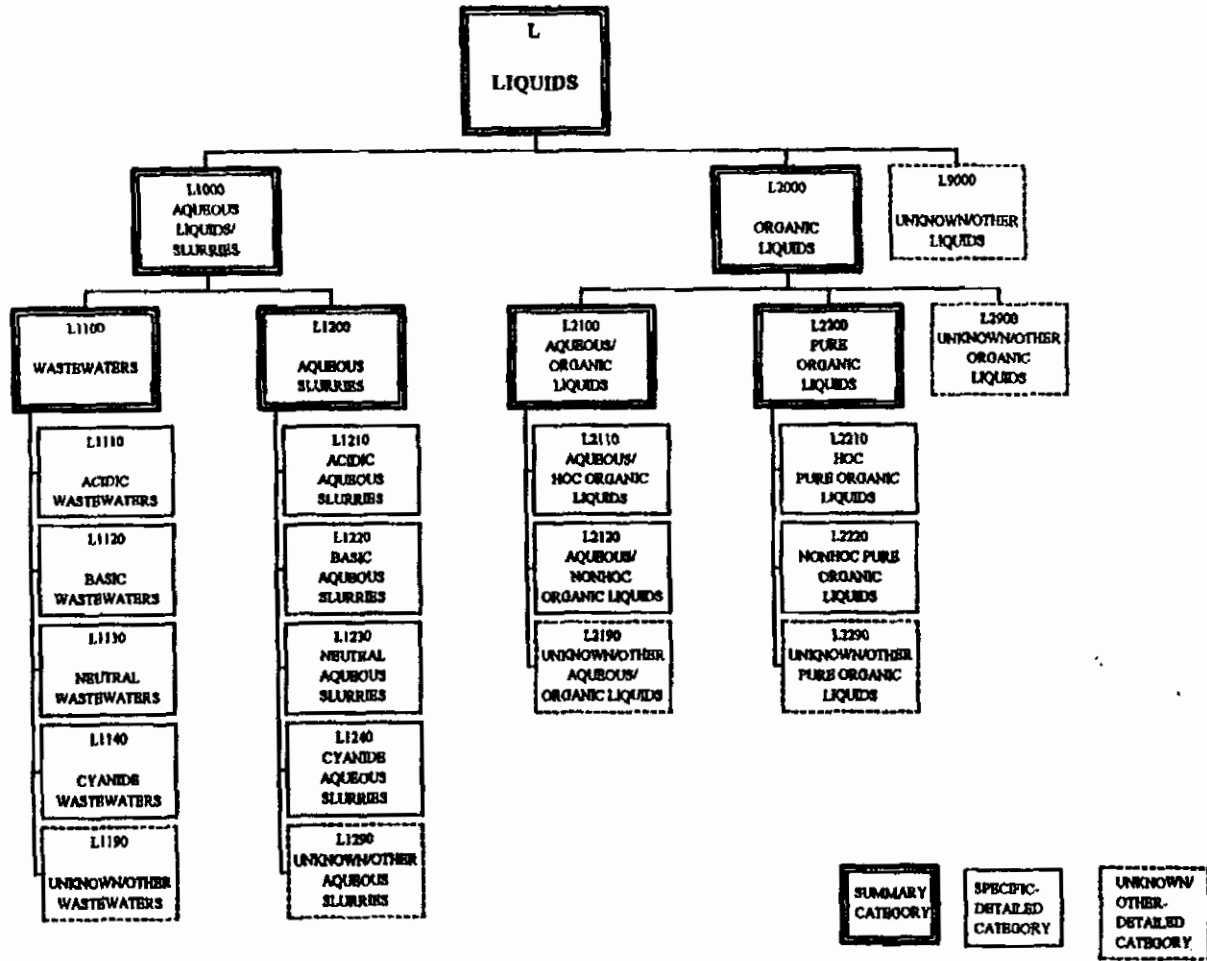 L
LIQUIDS
L1000
AQUEOUS
LIQUIDS/
SLURRIES
L2000
ORGANIC
LIQUIDS
L9000
UNKNOWN/OTHER
LIQUIDS
L1100
WASTEWATERS
L1200
AQUEOUS
SLURRIES
L2100
AQUEOUS/
ORGANIC
LIQUIDS
L2200
PURE
ORGANIC
LIQUIDS
L2900
UNKNOWN/OTHER
ORGANIC
LIQUIDS
L1110
ACIDIC
WASTEWATERS
L1210
ACIDIC
AQUEOUS
SLURRIES
L2110
AQUEOUS/
HOC ORGANIC
LIQUIDS
L2210
HOC
PURE ORGANIC
LIQUIDS
L1120
BASIC
WASTEWATERS
L1220
BASIC
AQUEOUS
SLURRIES
L2120
AQUEOUS/
NONHOC
ORGANIC LIQUIDS
L2220
NONHOC PURE
ORGANIC
LIQUIDS
L1130
NEUTRAL
WASTEWATERS
L1230
NEUTRAL
AQUEOUS
SLURRIES
L2190
UNKNOWN/OTHER
AQUEOUS/
ORGANIC LIQUIDS
L2290
UNKNOWN/OTHER
PURE ORGANIC
LIQUIDS
L1140
CYANIDE
WASTEWATERS
L1240
CYANIDE
AQUEOUS
SLURRIES
L1190
UNKNOWN/OTHER
WASTEWATERS
L1290
UNKNOWN/OTHER
AQUEOUS
SLURRIES
SUMMARY
CATEGORY
SPECIFIC-
DETAILED
CATEGORY
UNKNOWN/
OTHER-
DETAILED
CATEGORY